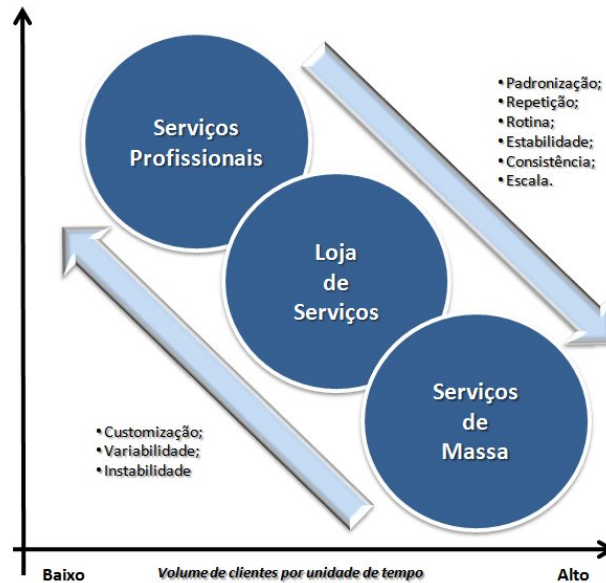 Serviços
Profissionais
• Padronização;
• Repetição;
• Rotina;
• Estabilidade;
• Consistência;
• Escala.
Loja
de
Serviços
Serviços
de
Massa
• Customização;
• Variabilidade;
• Instabilidade
Baixo
Volume de clientes por unidade de tempo
Alto